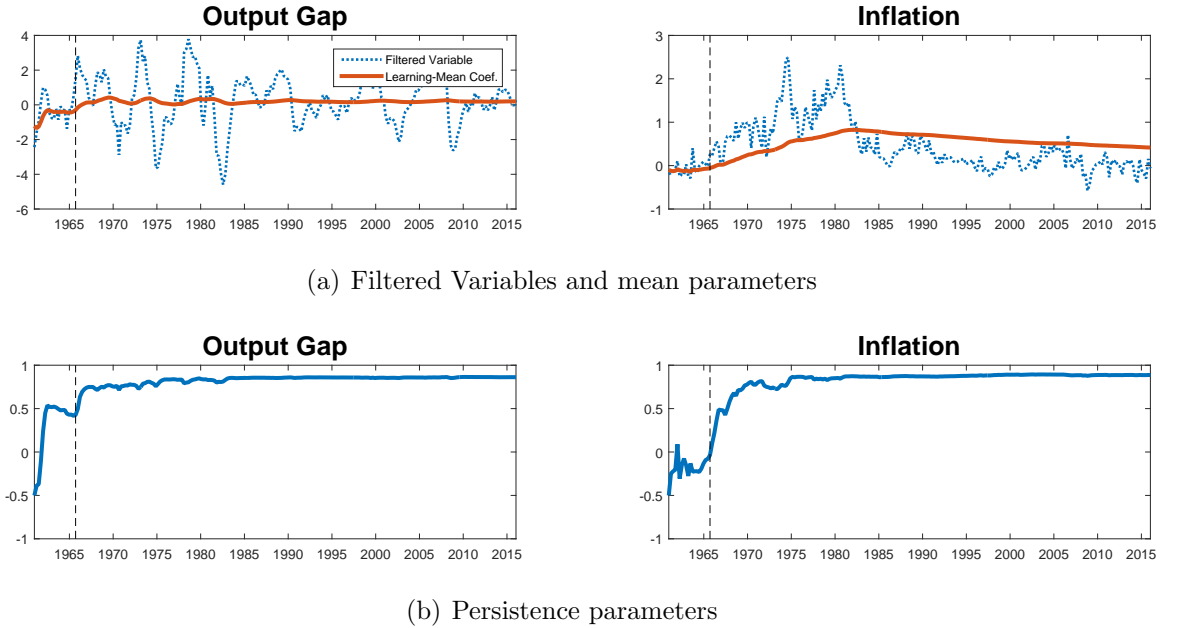 Output Gap
4
2
0
-2
-4
-6
Filtered Variable
Learning-Mean Coef.
1965 1970 1975 1980 1985 1990 1995 2000 2005 2010 2015
Inflation
3
2
1
0
-1
1965 1970 1975 1980 1985 1990 1995 2000 2005 2010 2015
(a) Filtered Variables and mean parameters
Output Gap
1
0.5
0
-0.5
-1
1965 1970 1975 1980 1985 1990 1995 2000 2005 2010 2015
Inflation
1
0.5
0
-0.5
-1
1965 1970 1975 1980 1985 1990 1995 2000 2005 2010 2015
(b) Persistence parameters